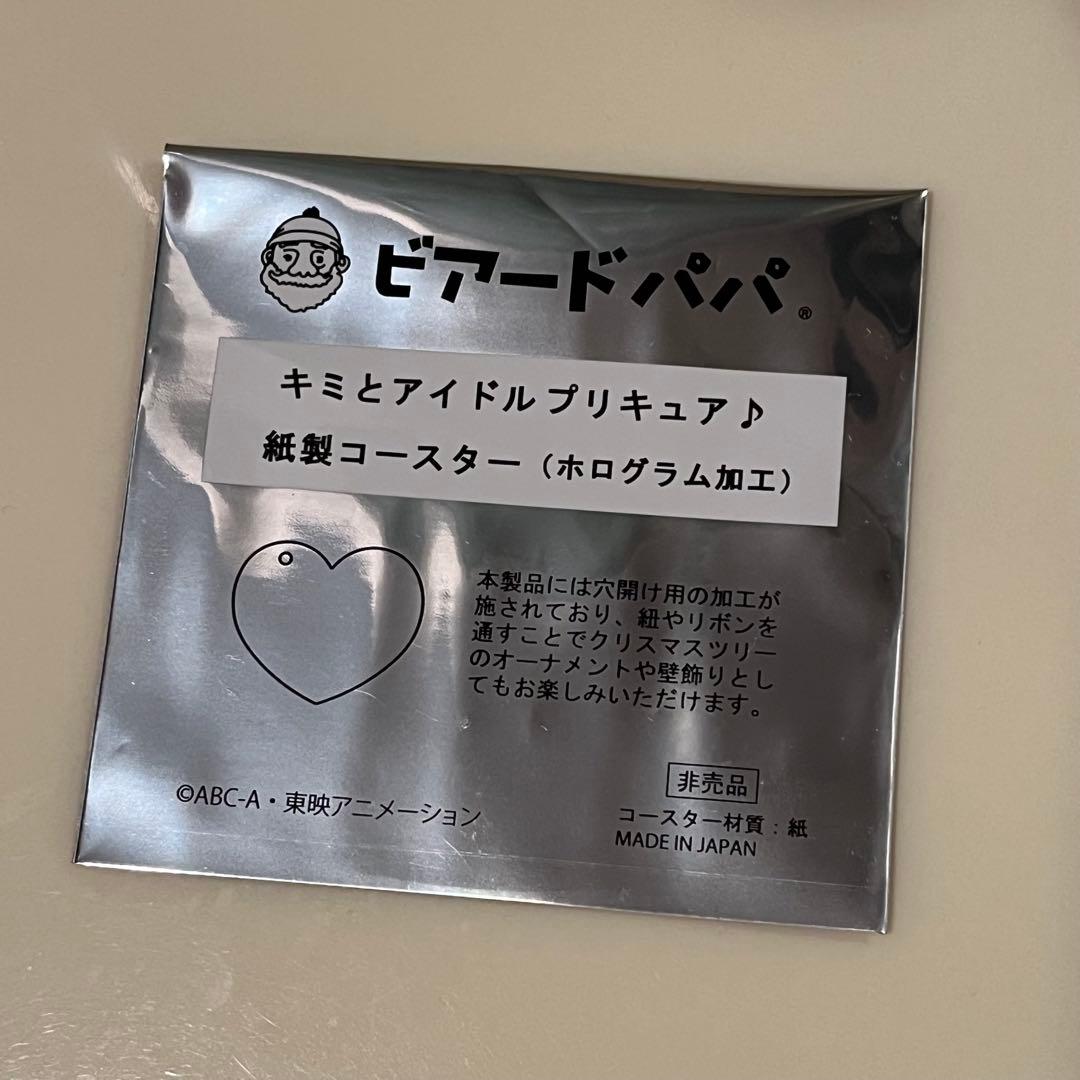 ビアードパパ®
キミとアイドルプリキュア♪
紙製コースター（ホログラム加工）
本製品には穴開け用の加工が
施されており、紐やリボンを
通すことでクリスマスツリー
のオーナメントや壁飾りとし
てもお楽しみいただけます。
非売品
©ABC-A・東映アニメーション
コースター材質：紙
MADE IN JAPAN